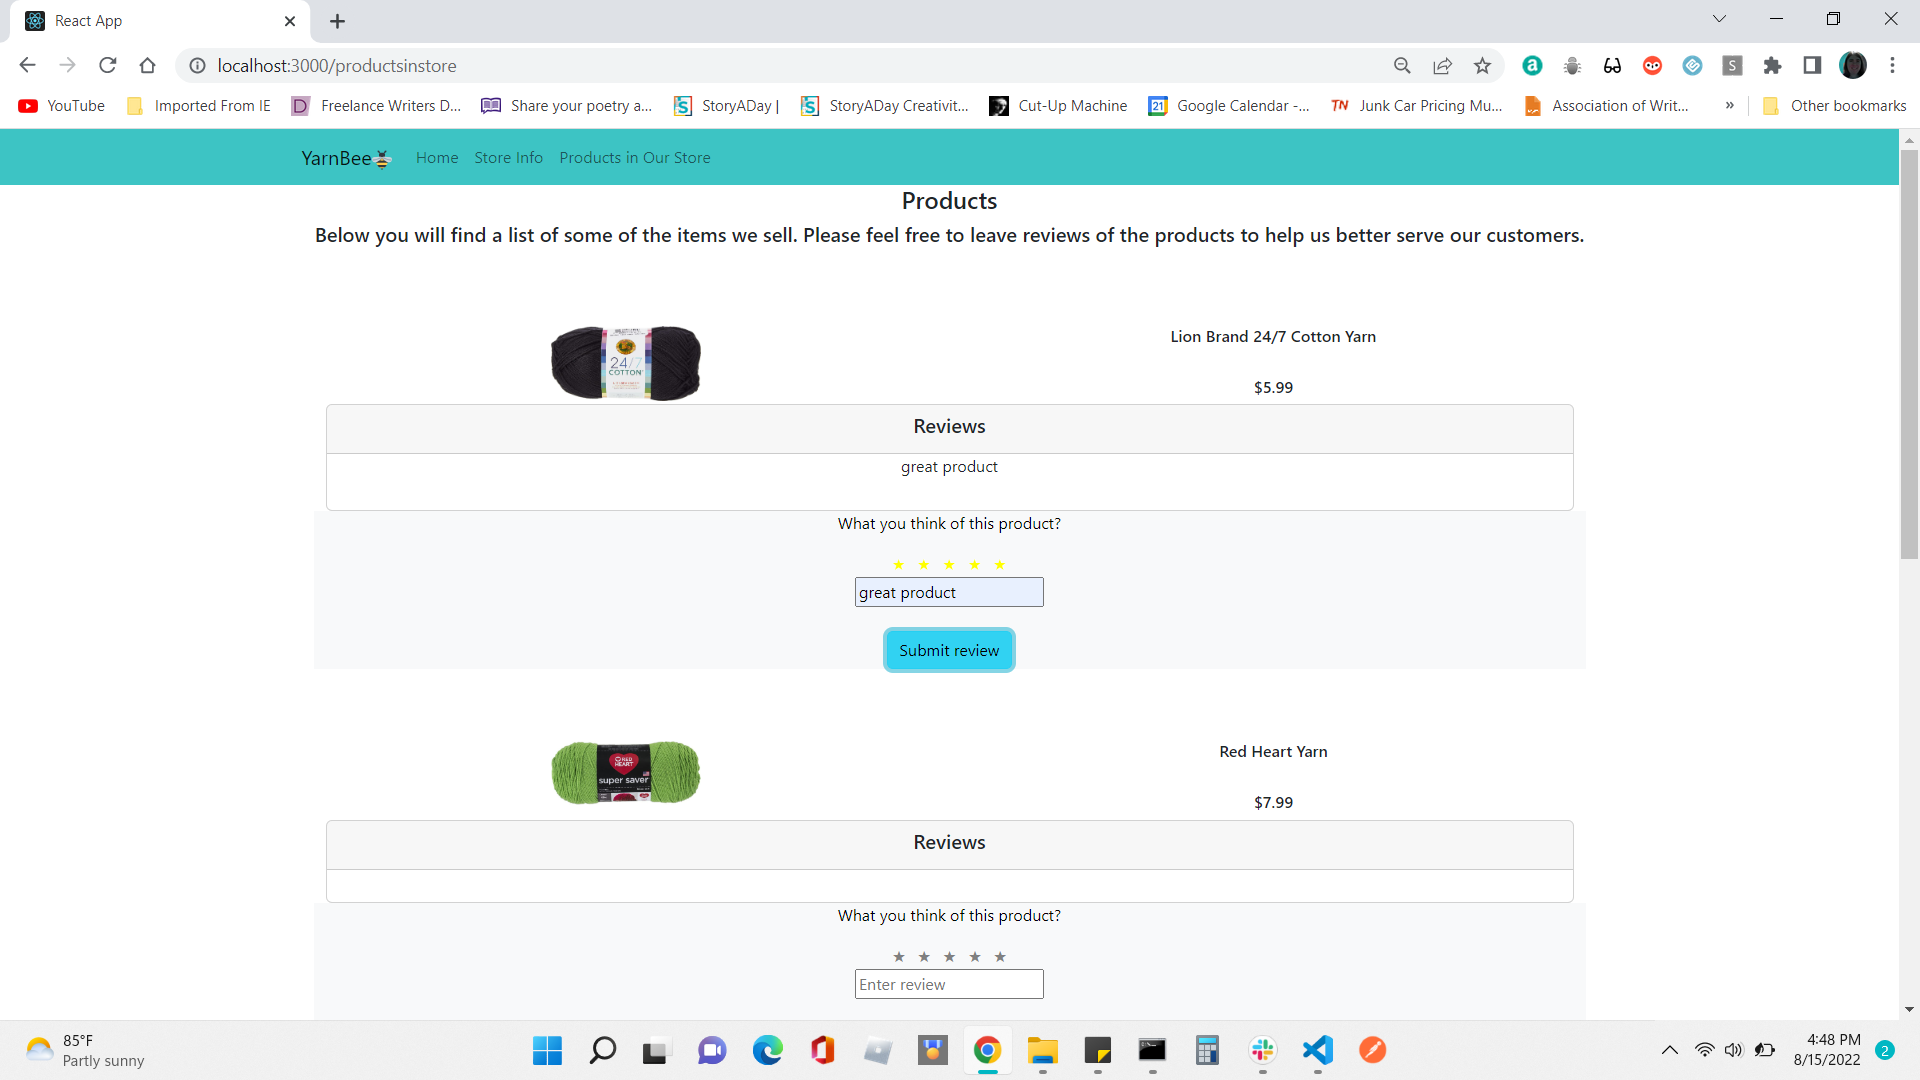 React App
localhost:3000/productsinstore
YouTube
Imported From IE
Freelance Writers D...
Share your poetry a...
StoryADay |
StoryADay Creativit...
Cut-Up Machine
Google Calendar -...
TN Junk Car Pricing Mu...
Association of Writ...
»
Other bookmarks
YarnBee
Home
Store Info
Products in Our Store
Products
Below you will find a list of some of the items we sell. Please feel free to leave reviews of the products to help us better serve our customers.
24/7
COTTON
Lion Brand 24/7 Cotton Yarn
$5.99
Reviews
great product
What you think of this product?
great product
Submit review
RED
HEART
super saver
Red Heart Yarn
$7.99
Reviews
What you think of this product?
Enter review
85°F
Partly sunny
4:48 PM
8/15/2022
2